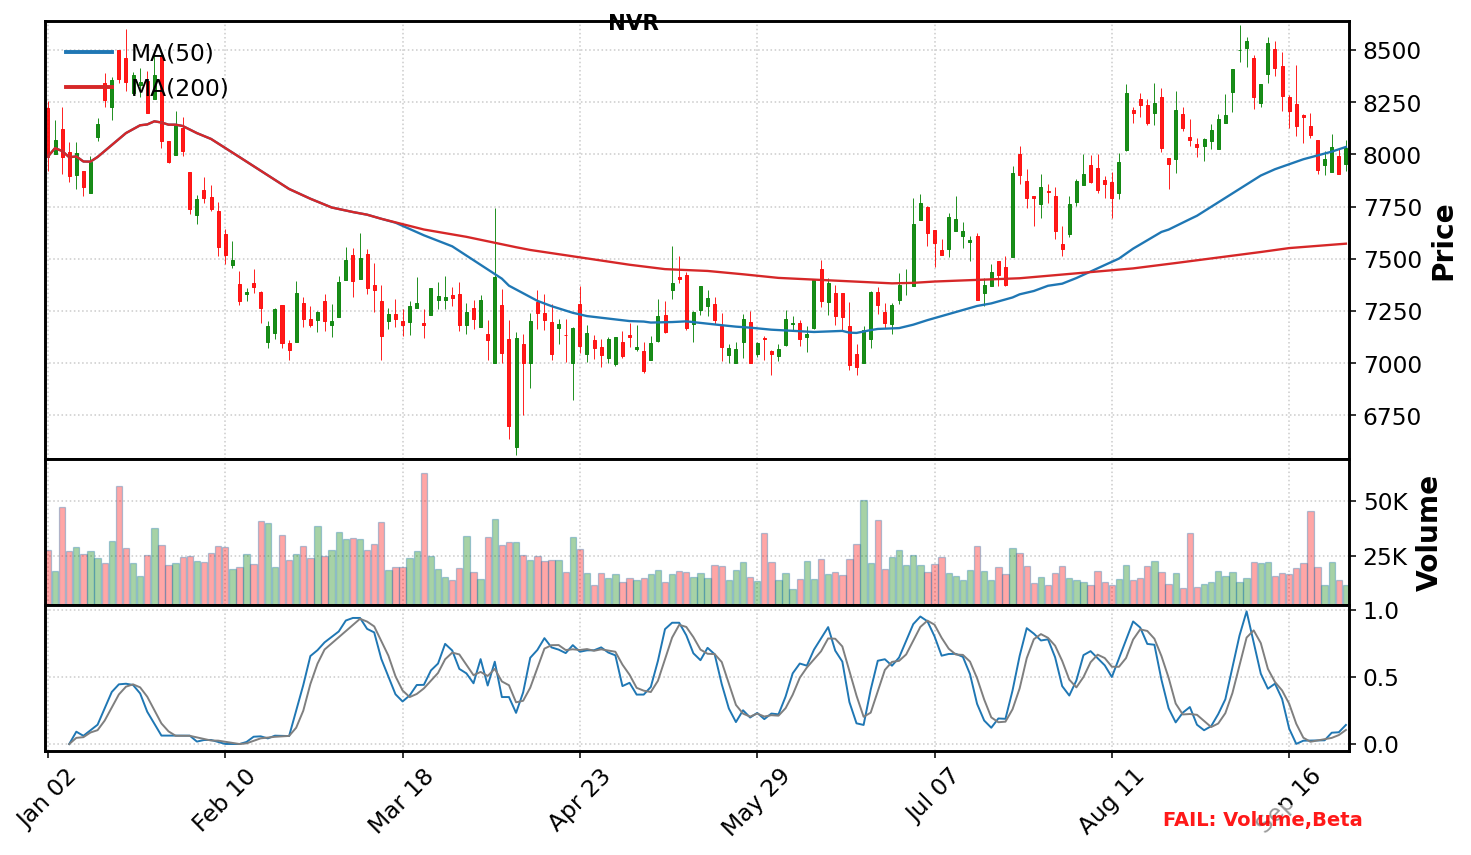 NVR
MA(50)
MA(200)
8500
8250
8000
7750
7500
7250
7000
6750
Price
50K
25K
Volume
1.0
0.5
0.0
Jan 02
Feb 10
Mar 18
Apr 23
May 29
Jul 07
Aug 11
Sep 16
FAIL: Volume,Beta